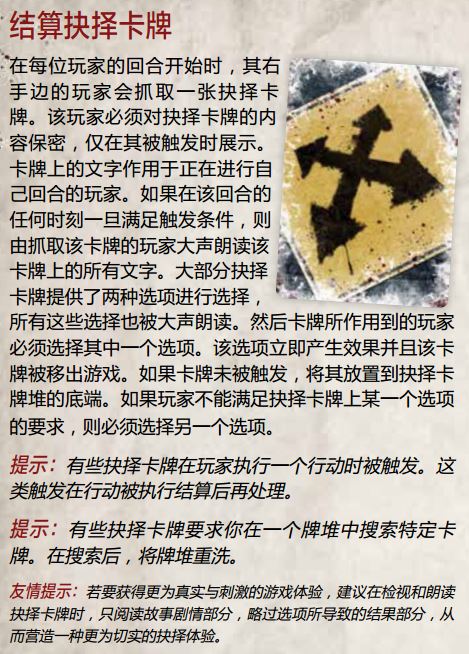 结算抉择卡牌
在每位玩家的回合开始时，其右
手边的玩家会抓取一张抉择卡
牌。该玩家必须对抉择卡牌的内
容保密，仅在其被触发时展示。
卡牌上的文字作用于正在进行自
己回合的玩家。如果在该回合的
任何时刻一旦满足触发条件，则
由抓取该卡牌的玩家大声朗读该
卡牌上的所有文字。大部分抉择
卡牌提供了两种选项进行选择，
所有这些选择也被大声朗读。然后卡牌所作用到的玩家
必须选择其中一个选项。该选项立即产生效果并且该卡
牌被移出游戏。如果卡牌未被触发，将其放置到抉择卡
牌堆的底端。如果玩家不能满足抉择卡牌上某一个选项
的要求，则必须选择另一个选项。
提示：有些抉择卡牌在玩家执行一个行动时被触发。这
类触发在行动被执行结算后再处理。
提示：有些抉择卡牌要求你在一个牌堆中搜索特定卡
牌。在搜索后，将牌堆重洗。
友情提示：若要获得更为真实与刺激的游戏体验，建议在检视和朗读
抉择卡牌时，只阅读故事剧情部分，略过选项所导致的结果部分，从
而营造一种更为切实的抉择体验。